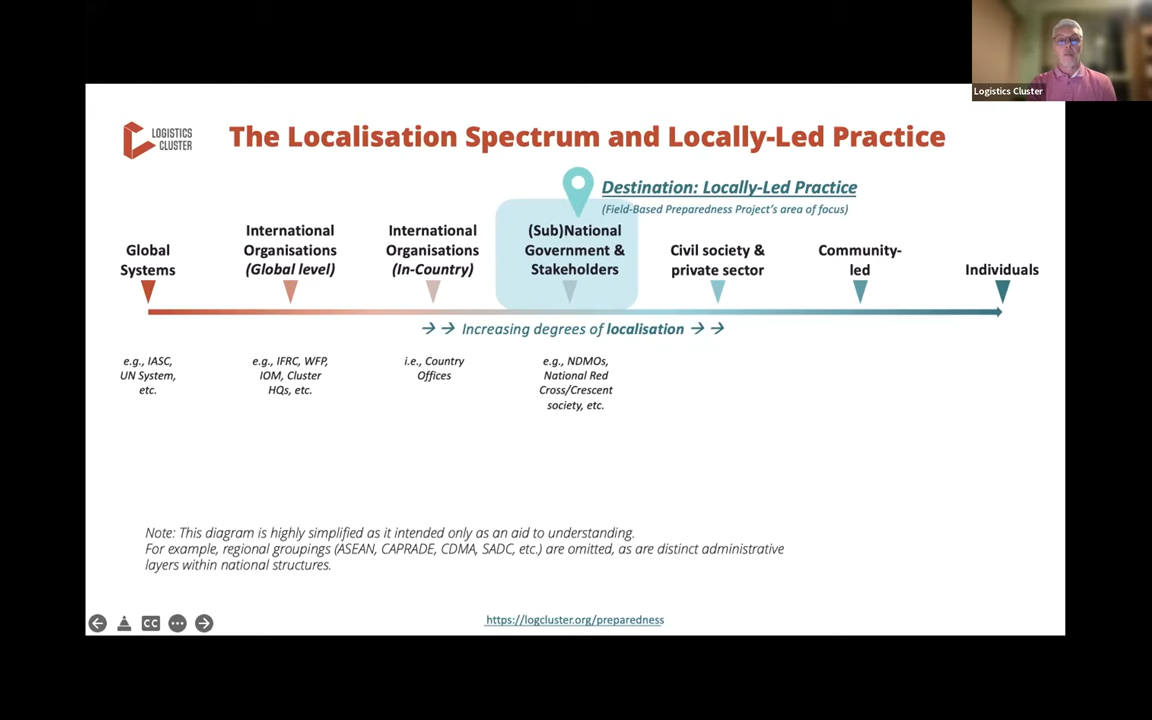 Logistics Cluster
LOGISTICS
CLUSTER
The Localisation Spectrum and Locally-Led Practice
Destination: Locally-Led Practice
(Field-Based Preparedness Project's area of focus)
Global
Systems
International
Organisations
(Global level)
International
Organisations
(In-Country)
(Sub)National
Government &
Stakeholders
Civil society &
private sector
Community-
led
Individuals
→ → Increasing degrees of localisation → →
e.g., IASC,
UN System,
etc.
e.g., IFRC, WFP,
IOM, Cluster
HQs, etc.
i.e., Country
Offices
e.g., NDMOs,
National Red
Cross/Crescent
society, etc.
Note: This diagram is highly simplified as it intended only as an aid to understanding.
For example, regional groupings (ASEAN, CAPRADE, CDMA, SADC, etc.) are omitted, as are distinct administrative
layers within national structures.
CC
https://logcluster.org/preparedness